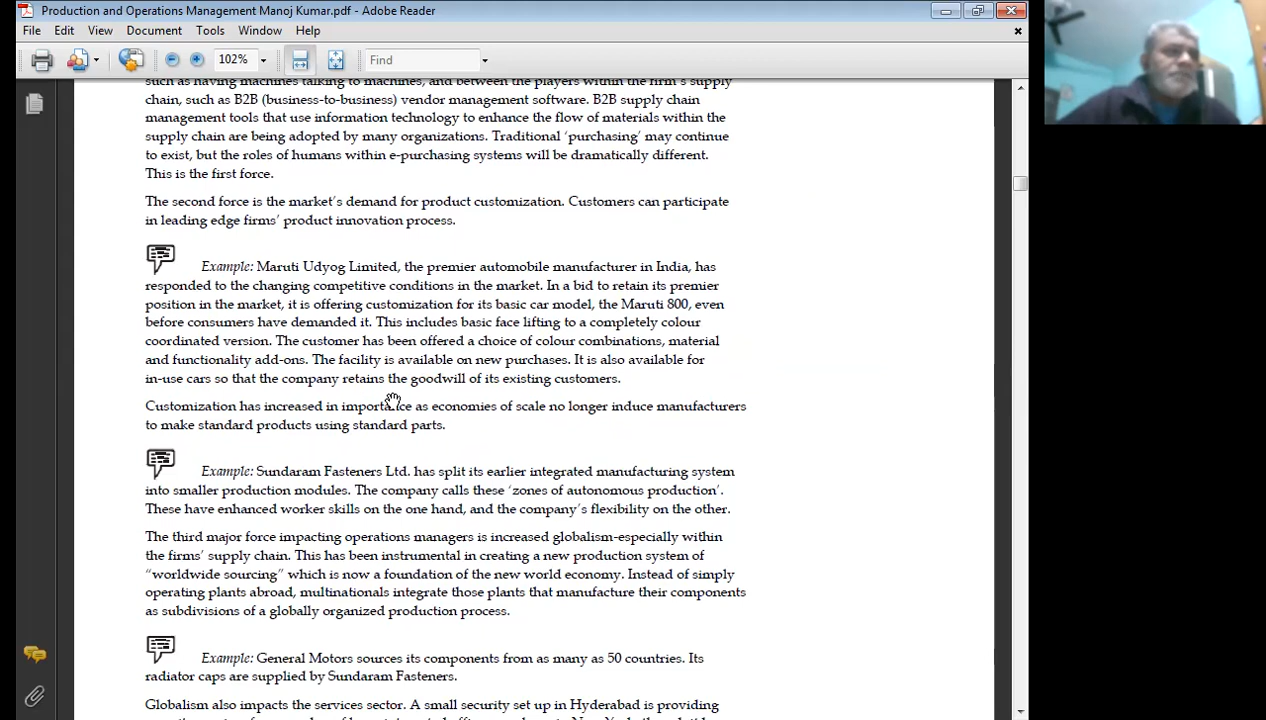 Production and Operations Management Manoj Kumar.pdf - Adobe Reader
File Edit View Document Tools Window Help
102% Find
such as having machines talking to machines, and between the players within the firm's supply
chain, such as B2B (business-to-business) vendor management software. B2B supply chain
management tools that use information technology to enhance the flow of materials within the
supply chain are being adopted by many organizations. Traditional 'purchasing' may continue
to exist, but the roles of humans within e-purchasing systems will be dramatically different.
This is the first force.
The second force is the market's demand for product customization. Customers can participate
in leading edge firms' product innovation process.
Example: Maruti Udyog Limited, the premier automobile manufacturer in India, has
responded to the changing competitive conditions in the market. In a bid to retain its premier
position in the market, it is offering customization for its basic car model, the Maruti 800, even
before consumers have demanded it. This includes basic face lifting to a completely colour
coordinated version. The customer has been offered a choice of colour combinations, material
and functionality add-ons. The facility is available on new purchases. It is also available for
in-use cars so that the company retains the goodwill of its existing customers.
Customization has increased in importance as economies of scale no longer induce manufacturers
to make standard products using standard parts.
Example: Sundaram Fasteners Ltd. has split its earlier integrated manufacturing system
into smaller production modules. The company calls these 'zones of autonomous production'.
These have enhanced worker skills on the one hand, and the company's flexibility on the other.
The third major force impacting operations managers is increased globalism-especially within
the firms' supply chain. This has been instrumental in creating a new production system of
"worldwide sourcing" which is now a foundation of the new world economy. Instead of simply
operating plants abroad, multinationals integrate those plants that manufacture their components
as subdivisions of a globally organized production process.
Example: General Motors sources its components from as many as 50 countries. Its
radiator caps are supplied by Sundaram Fasteners.
Globalism also impacts the services sector. A small security set up in Hyderabad is providing